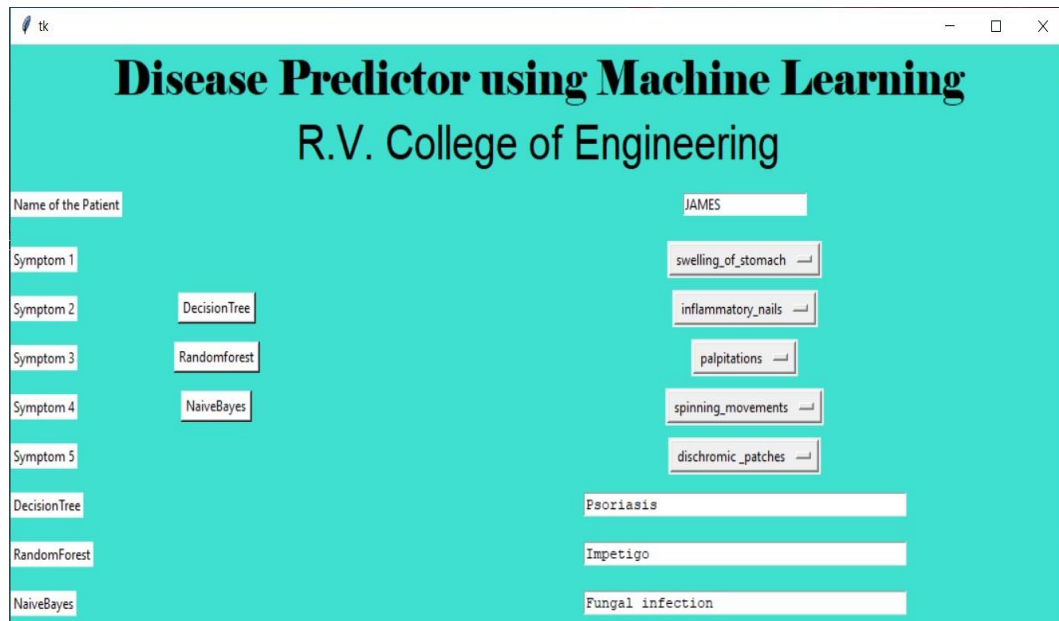 tk
Disease Predictor using Machine Learning
R.V. College of Engineering
Name of the Patient JAMES
Symptom 1 swelling_of_stomach
Symptom 2 DecisionTree inflammatory_nails
Symptom 3 Randomforest palpitations
Symptom 4 NaiveBayes spinning_movements
Symptom 5 dischromic _patches
DecisionTree Psoriasis
RandomForest Impetigo
NaiveBayes Fungal infection